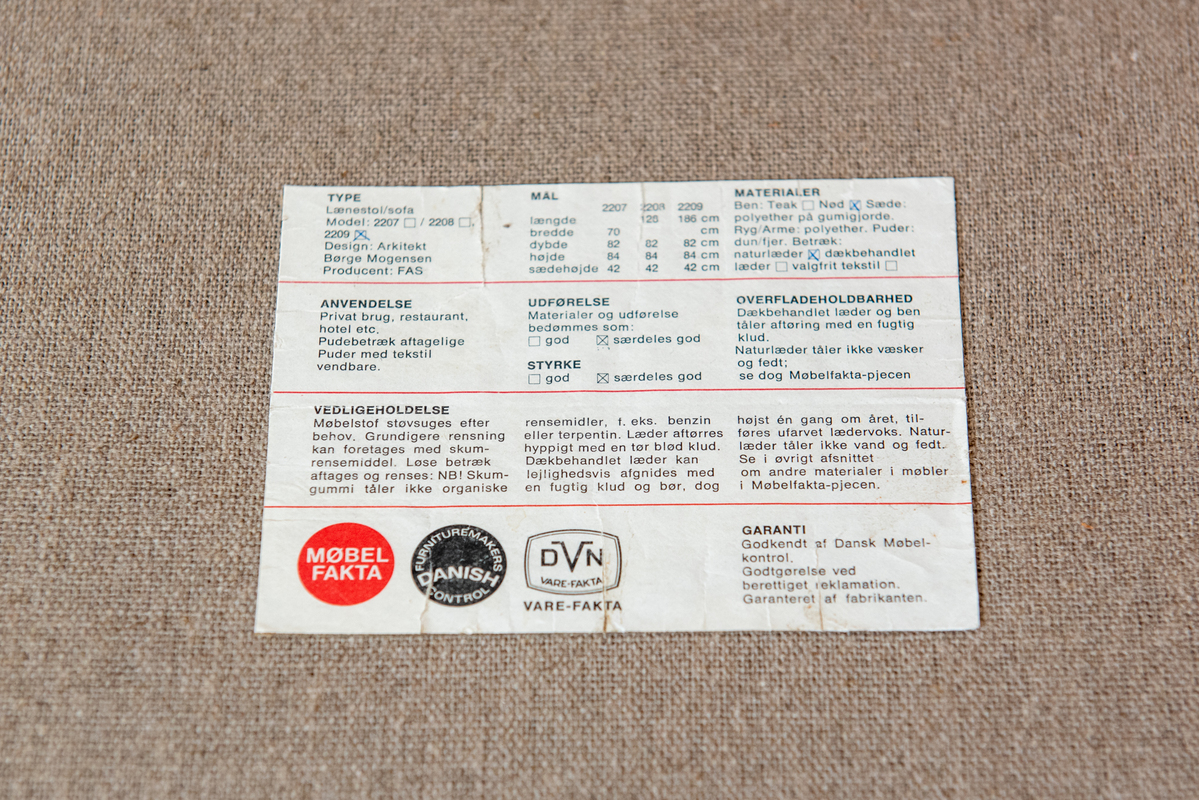 TYPE
Lænestol/sofa
Model: 2207 ☐ / 2208 ☐,
2209 ☒
Design: Arkitekt
Børge Mogensen
Producent: FAS
MÅL
2207 2208 2209
længde 126 186 cm
bredde 70 cm
dybde 82 82 82 cm
højde 84 84 84 cm
sædehøjde 42 42 42 cm
MATERIALER
Ben: Teak ☐ Nød ☒ Sæde:
polyether på gumigjorde.
Ryg/Arme: polyether. Puder:
dun/fjer. Betræk:
naturlæder ☒ dækbehandlet
læder ☐ valgfrit tekstil ☐
ANVENDELSE
Privat brug, restaurant,
hotel etc.
Pudebetræk aftagelige
Puder med tekstil
vendbare.
UDFØRELSE
Materialer og udførelse
bedømmes som:
☐ god ☒ særdeles god
STYRKE
☐ god ☒ særdeles god
OVERFLADEHOLDBARHED
Dækbehandlet læder og ben
tåler aftøring med en fugtig
klud.
Naturlæder tåler ikke væsker
og fedt;
se dog Møbelfakta-pjecen
VEDLIGEHOLDELSE
Møbelstof støvsuges efter
behov. Grundigere rensning
kan foretages med skum-
rensemiddel. Løse betræk
aftages og renses: NB! Skum-
gummi tåler ikke organiske
rensemidler, f. eks. benzin
eller terpentin. Læder aftørres
hyppigt med en tør blød klud.
Dækbehandlet læder kan
lejlighedsvis afgnides med
en fugtig klud og bør, dog
højst én gang om året, til-
føres ufarvet lædervoks. Natur-
læder tåler ikke vand og fedt.
Se i øvrigt afsnittet
om andre materialer i møbler
i Møbelfakta-pjecen.
MØBEL
FAKTA
FURNITUREMAKERS
DANISH
CONTROL
DVN
VARE-FAKTA
VARE-FAKTA
GARANTI
Godkendt af Dansk Møbel-
kontrol.
Godtgørelse ved
berettiget reklamation.
Garanteret af fabrikanten.